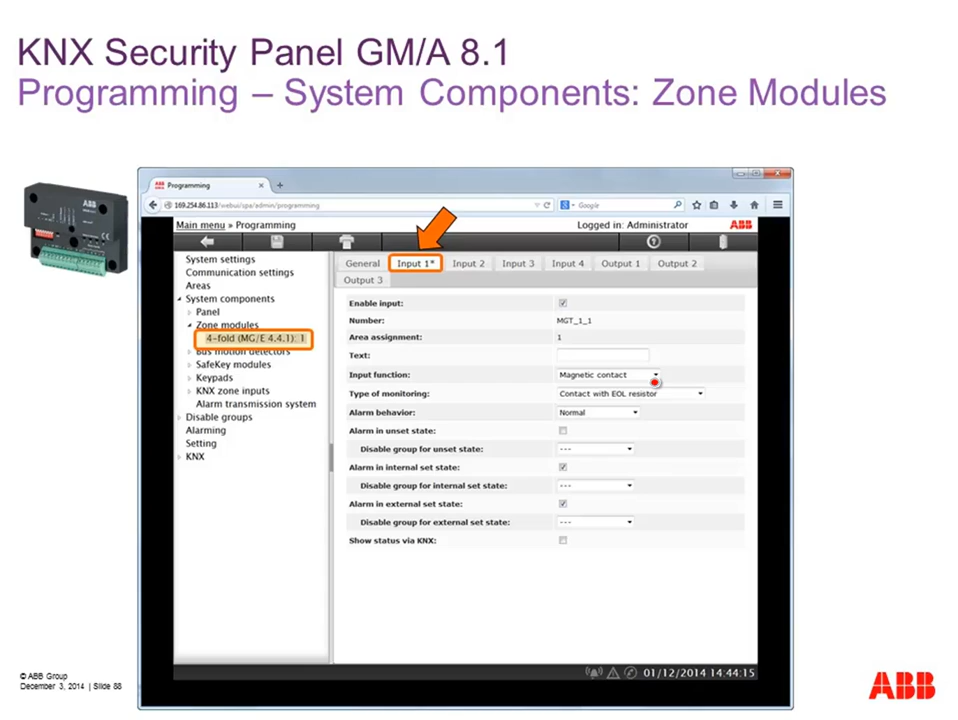 KNX Security Panel GM/A 8.1
Programming – System Components: Zone Modules
ABB
Programming
169.254.86.113/webui/spa/admin/programming
Google
Main menu » Programming
Logged in: Administrator
ABB
System settings
Communication settings
Areas
System components
Panel
Zone modules
4-fold (MG/E 4.4.1): 1
Bus motion detectors
SafeKey modules
Keypads
KNX zone inputs
Alarm transmission system
Disable groups
Alarming
Setting
KNX
General Input 1* Input 2 Input 3 Input 4 Output 1 Output 2
Output 3
Enable input:
Number: MGT_1_1
Area assignment: 1
Text:
Input function: Magnetic contact
Type of monitoring: Contact with EOL resistor
Alarm behavior: Normal
Alarm in unset state:
Disable group for unset state: ---
Alarm in internal set state:
Disable group for internal set state: ---
Alarm in external set state:
Disable group for external set state: ---
Show status via KNX:
01/12/2014 14:44:15
© ABB Group
December 3, 2014 | Slide 88
ABB